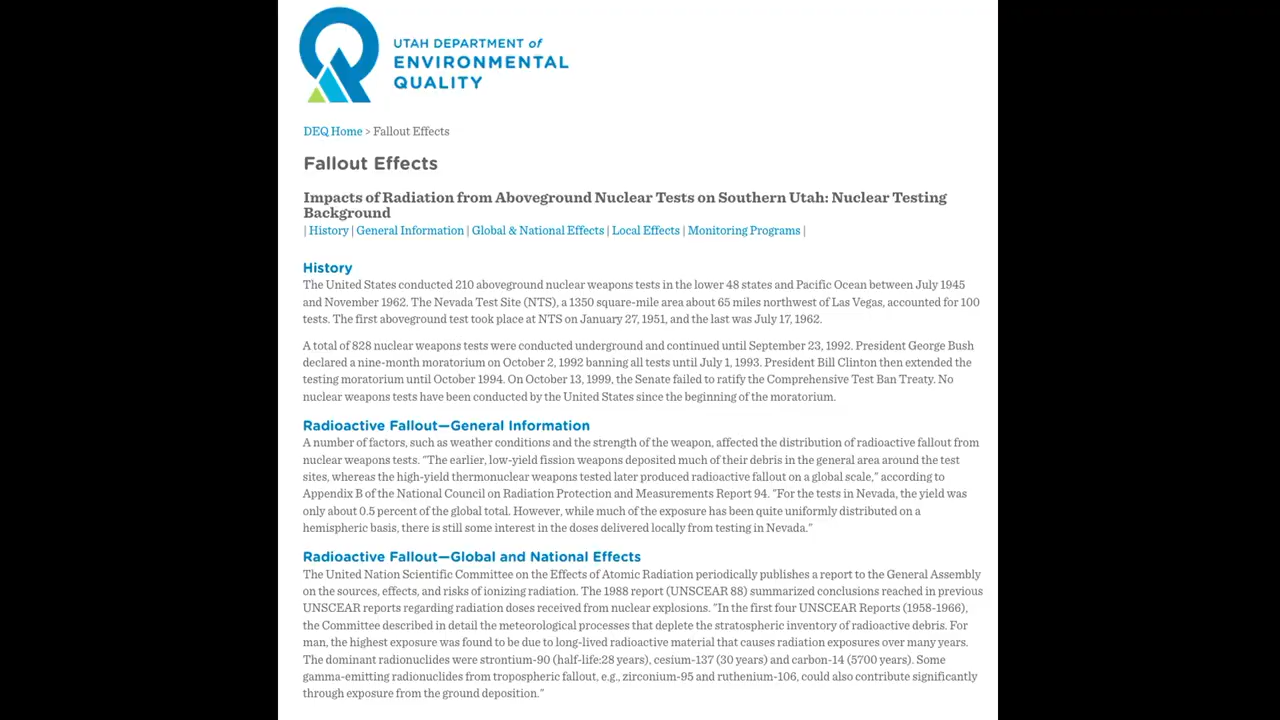 UTAH DEPARTMENT of
ENVIRONMENTAL
QUALITY
DEQ Home > Fallout Effects
Fallout Effects
Impacts of Radiation from Aboveground Nuclear Tests on Southern Utah: Nuclear Testing
Background
| History | General Information | Global & National Effects | Local Effects | Monitoring Programs |
History
The United States conducted 210 aboveground nuclear weapons tests in the lower 48 states and Pacific Ocean between July 1945
and November 1962. The Nevada Test Site (NTS), a 1350 square-mile area about 65 miles northwest of Las Vegas, accounted for 100
tests. The first aboveground test took place at NTS on January 27, 1951, and the last was July 17, 1962.
A total of 828 nuclear weapons tests were conducted underground and continued until September 23, 1992. President George Bush
declared a nine-month moratorium on October 2, 1992 banning all tests until July 1, 1993. President Bill Clinton then extended the
testing moratorium until October 1994. On October 13, 1999, the Senate failed to ratify the Comprehensive Test Ban Treaty. No
nuclear weapons tests have been conducted by the United States since the beginning of the moratorium.
Radioactive Fallout—General Information
A number of factors, such as weather conditions and the strength of the weapon, affected the distribution of radioactive fallout from
nuclear weapons tests. "The earlier, low-yield fission weapons deposited much of their debris in the general area around the test
sites, whereas the high-yield thermonuclear weapons tested later produced radioactive fallout on a global scale," according to
Appendix B of the National Council on Radiation Protection and Measurements Report 94. "For the tests in Nevada, the yield was
only about 0.5 percent of the global total. However, while much of the exposure has been quite uniformly distributed on a
hemispheric basis, there is still some interest in the doses delivered locally from testing in Nevada."
Radioactive Fallout—Global and National Effects
The United Nation Scientific Committee on the Effects of Atomic Radiation periodically publishes a report to the General Assembly
on the sources, effects, and risks of ionizing radiation. The 1988 report (UNSCEAR 88) summarized conclusions reached in previous
UNSCEAR reports regarding radiation doses received from nuclear explosions. "In the first four UNSCEAR Reports (1958-1966),
the Committee described in detail the meteorological processes that deplete the stratospheric inventory of radioactive debris. For
man, the highest exposure was found to be due to long-lived radioactive material that causes radiation exposures over many years.
The dominant radionuclides were strontium-90 (half-life:28 years), cesium-137 (30 years) and carbon-14 (5700 years). Some
gamma-emitting radionuclides from tropospheric fallout, e.g., zirconium-95 and ruthenium-106, could also contribute significantly
through exposure from the ground deposition."